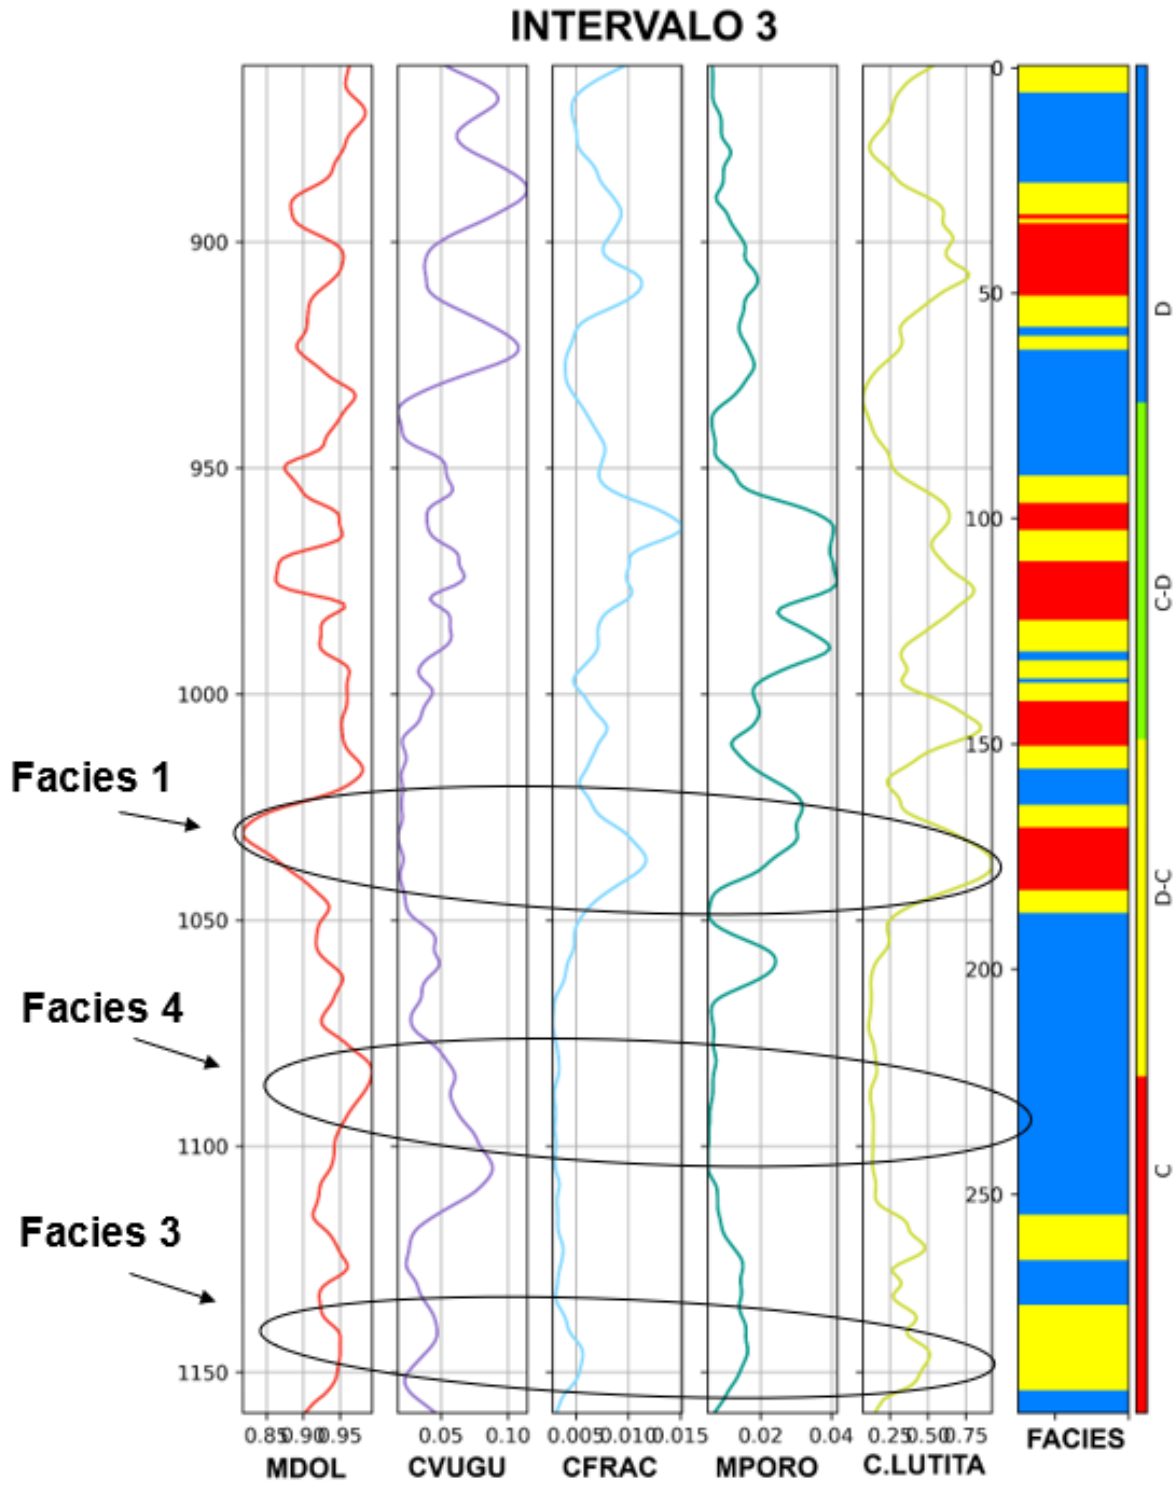 INTERVALO 3
0
900
50
D
950
100
C-D
1000
150
Facies 1
D-C
1050
200
Facies 4
1100
C
250
Facies 3
1150
0.85 0.90 0.95 0.05 0.10 0.005 0.010 0.015 0.02 0.04 0.25 0.50 0.75
MDOL CVUGU CFRAC MPORO C.LUTITA FACIES